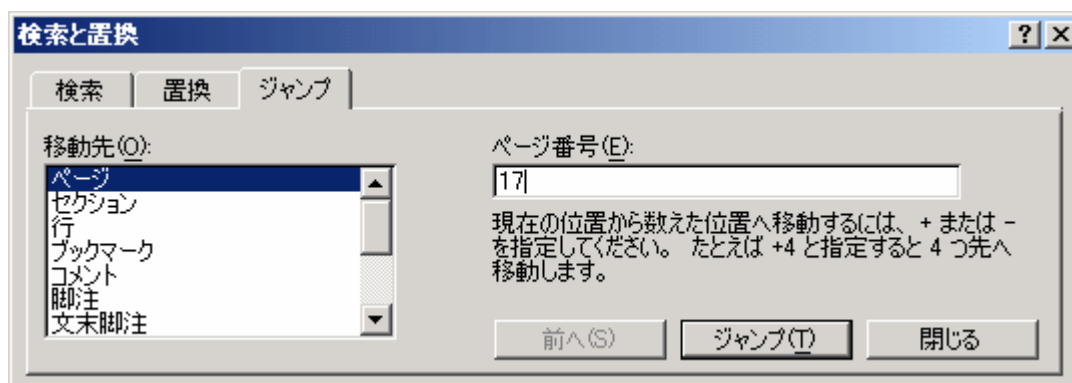 検索と置換
検索 置換 ジャンプ
移動先(O): ページ番号(E):
ページ
セクション
行
ブックマーク
コメント
脚注
文末脚注
17
現在の位置から数えた位置へ移動するには、+ または -
を指定してください。 たとえば +4 と指定すると 4 つ先へ
移動します。
前へ(S) ジャンプ(T) 閉じる